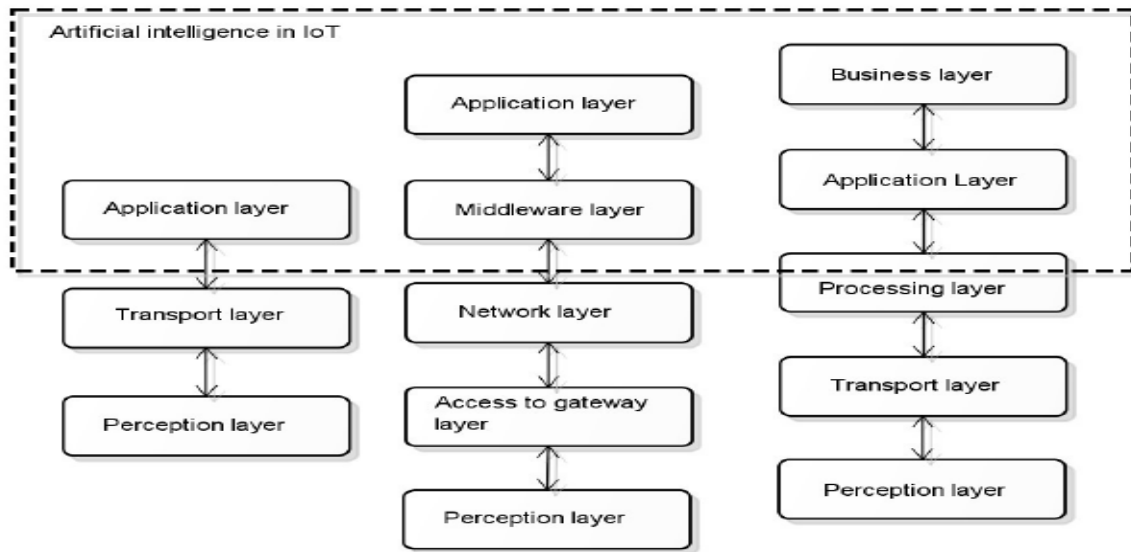 Artificial intelligence in IoT
Application layer
Transport layer
Perception layer
Application layer
Middleware layer
Network layer
Access to gateway
layer
Perception layer
Business layer
Application Layer
Processing layer
Transport layer
Perception layer